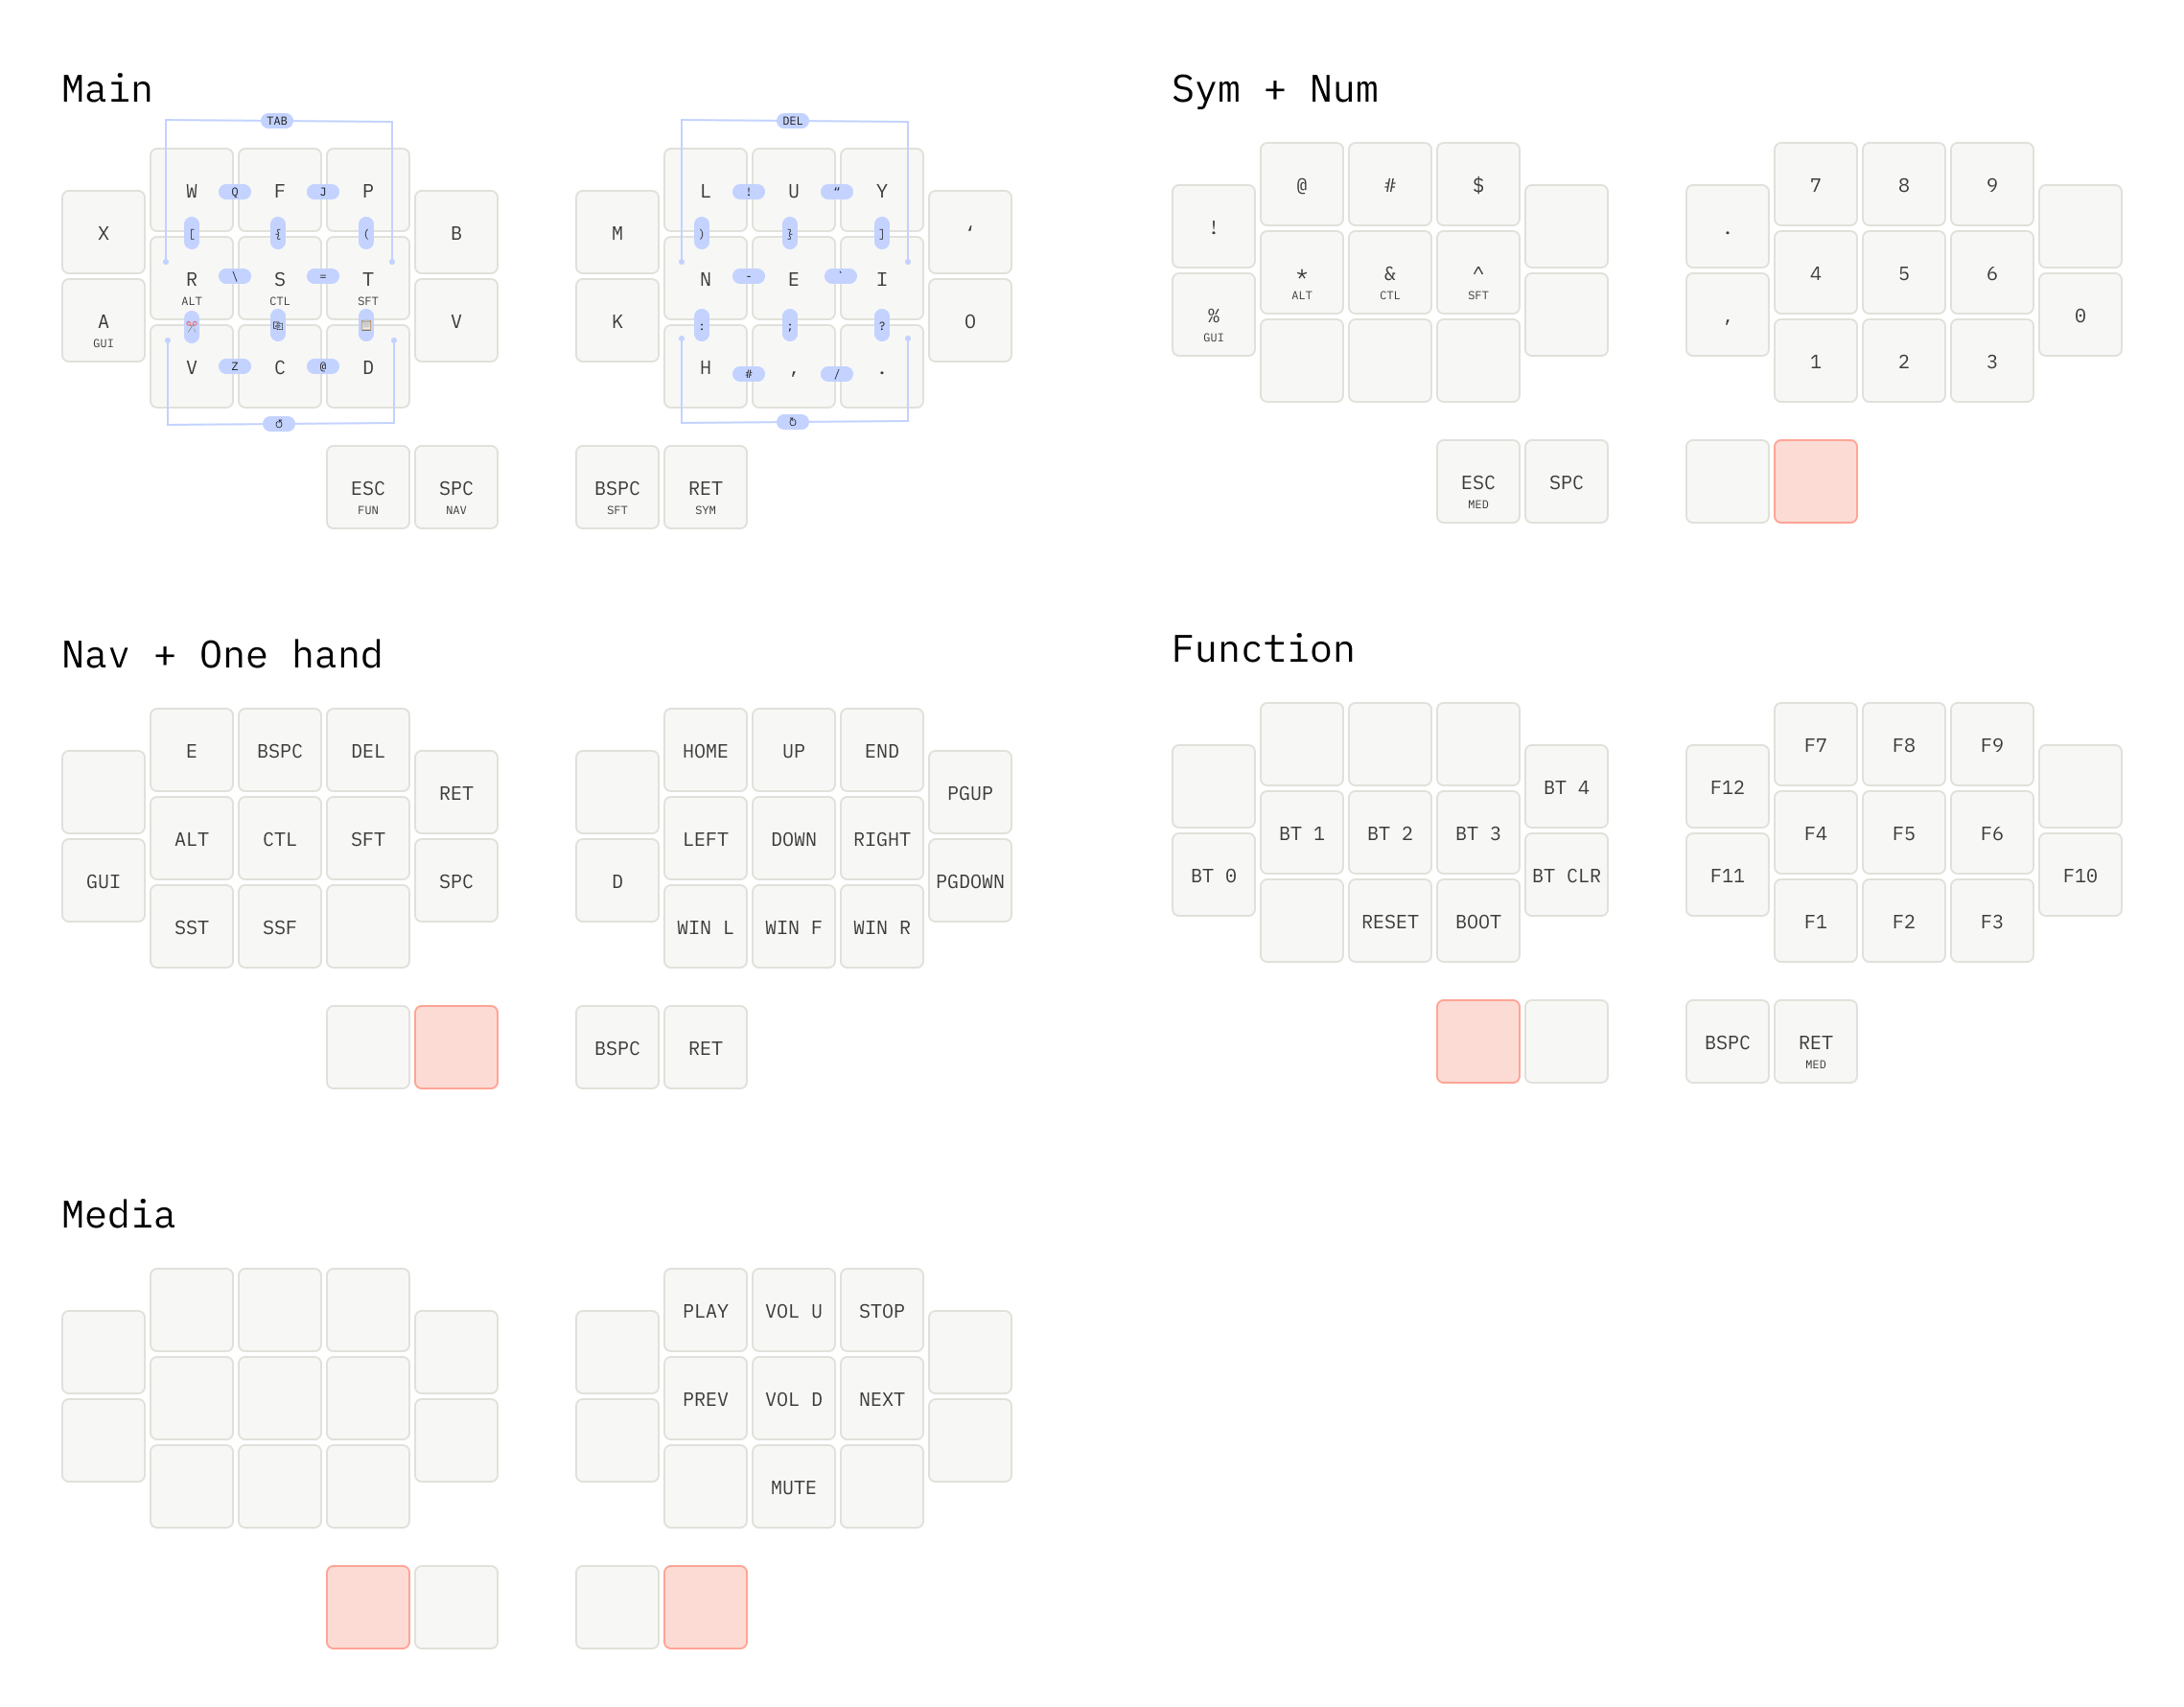 Main
Sym + Num
TAB
DEL
W Q F J P
L ! U “ Y
X
[ { (
B
M
) } ]
‘
R \ S = T
N - E ` I
ALT CTL SFT
A
GUI
V
K
: ; ?
O
V Z C @ D
H # , / .
ESC
FUN
SPC
NAV
BSPC
SFT
RET
SYM
@ # $
7 8 9
!
.
* & ^
ALT CTL SFT
4 5 6
%
GUI
,
0
1 2 3
ESC
MED
SPC
Nav + One hand
Function
E BSPC DEL
RET
HOME UP END
PGUP
ALT CTL SFT
LEFT DOWN RIGHT
GUI
SPC
D
PGDOWN
SST SSF
WIN L WIN F WIN R
BSPC RET
F7 F8 F9
BT 4
F12
BT 1 BT 2 BT 3
F4 F5 F6
BT 0
BT CLR
F11
F10
RESET BOOT
F1 F2 F3
BSPC
RET
MED
Media
PLAY VOL U STOP
PREV VOL D NEXT
MUTE